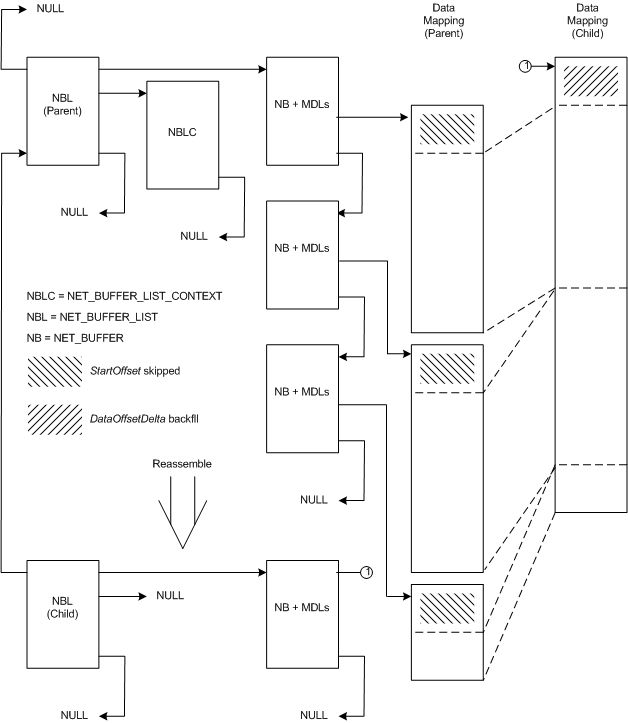 NULL
Data
Mapping
(Parent)
Data
Mapping
(Child)
1
NBL
(Parent)
NB + MDLs
NBLC
NULL
NULL
NB + MDLs
NBLC = NET_BUFFER_LIST_CONTEXT
NBL = NET_BUFFER_LIST
NB = NET_BUFFER
StartOffset skipped
NB + MDLs
DataOffsetDelta backfll
Reassemble
NULL
NBL
(Child)
NULL
NB + MDLs
1
NULL
NULL